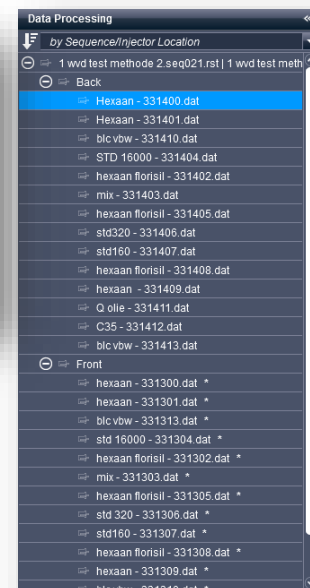 Data Processing
by Sequence/Injector Location
1 wvd test methode 2.seq021.rst | 1 wvd test meth
Back
Hexaan - 331400.dat
Hexaan - 331401.dat
blc vbw - 331410.dat
STD 16000 - 331404.dat
hexaan florisil - 331402.dat
mix - 331403.dat
hexaan florisil - 331405.dat
std320 - 331406.dat
std160 - 331407.dat
hexaan florisil - 331408.dat
hexaan - 331409.dat
Q olie - 331411.dat
C35 - 331412.dat
blc vbw - 331413.dat
Front
hexaan - 331300.dat *
hexaan - 331301.dat *
blc vbw - 331313.dat *
std 16000 - 331304.dat *
hexaan florisil - 331302.dat *
mix - 331303.dat *
hexaan florisil - 331305.dat *
std 320 - 331306.dat *
std160 - 331307.dat *
hexaan florisil - 331308.dat *
hexaan - 331309.dat *